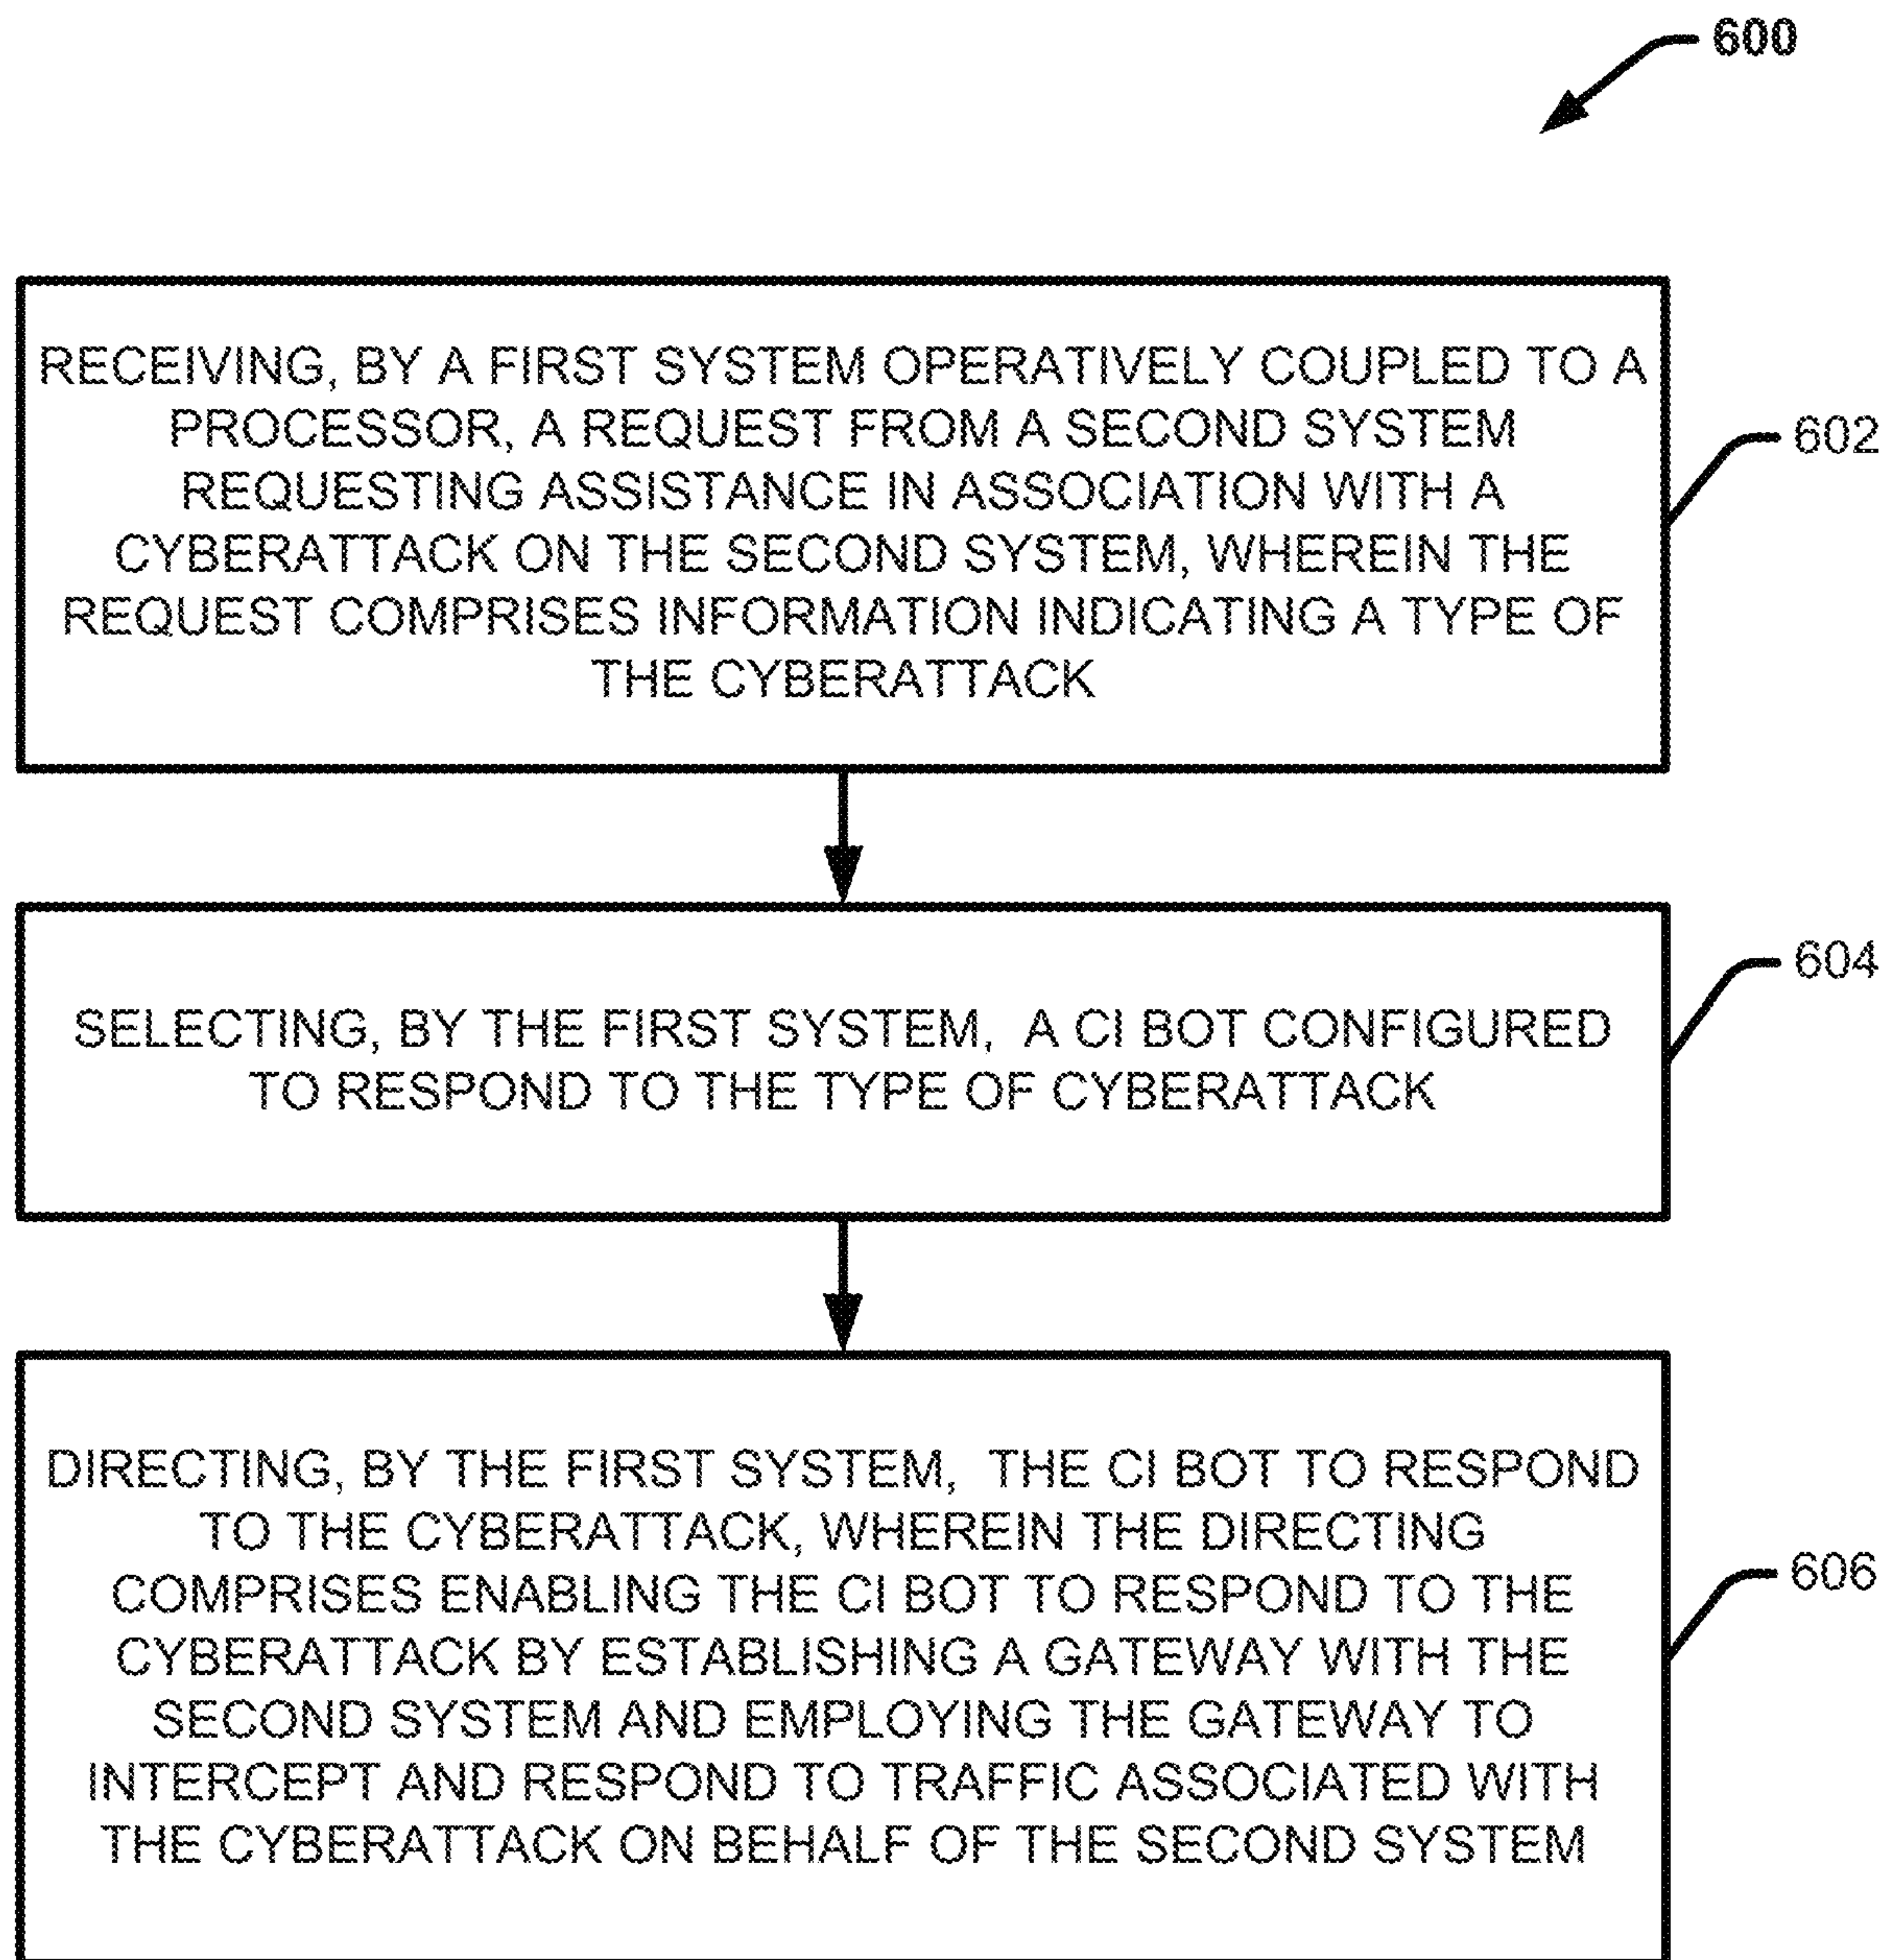 600
RECEIVING, BY A FIRST SYSTEM OPERATIVELY COUPLED TO A
PROCESSOR, A REQUEST FROM A SECOND SYSTEM
REQUESTING ASSISTANCE IN ASSOCIATION WITH A
CYBERATTACK ON THE SECOND SYSTEM, WHEREIN THE
REQUEST COMPRISES INFORMATION INDICATING A TYPE OF
THE CYBERATTACK
602
SELECTING, BY THE FIRST SYSTEM, A CI BOT CONFIGURED
TO RESPOND TO THE TYPE OF CYBERATTACK
604
DIRECTING, BY THE FIRST SYSTEM, THE CI BOT TO RESPOND
TO THE CYBERATTACK, WHEREIN THE DIRECTING
COMPRISES ENABLING THE CI BOT TO RESPOND TO THE
CYBERATTACK BY ESTABLISHING A GATEWAY WITH THE
SECOND SYSTEM AND EMPLOYING THE GATEWAY TO
INTERCEPT AND RESPOND TO TRAFFIC ASSOCIATED WITH
THE CYBERATTACK ON BEHALF OF THE SECOND SYSTEM
606